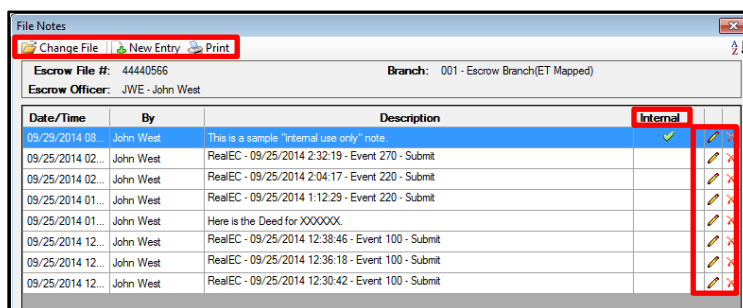 File Notes
Change File New Entry Print
A
Z
Escrow File #: 44440566 Branch: 001 - Escrow Branch(ET Mapped)
Escrow Officer: JWE - John West
Date/Time By Description Internal
09/29/2014 08... John West This is a sample "internal use only" note.
09/25/2014 02... John West RealEC - 09/25/2014 2:32:19 - Event 270 - Submit
09/25/2014 02... John West RealEC - 09/25/2014 2:04:17 - Event 220 - Submit
09/25/2014 01... John West RealEC - 09/25/2014 1:12:29 - Event 220 - Submit
09/25/2014 01... John West Here is the Deed for XXXXXX.
09/25/2014 12... John West RealEC - 09/25/2014 12:38:46 - Event 100 - Submit
09/25/2014 12... John West RealEC - 09/25/2014 12:36:18 - Event 100 - Submit
09/25/2014 12... John West RealEC - 09/25/2014 12:30:42 - Event 100 - Submit